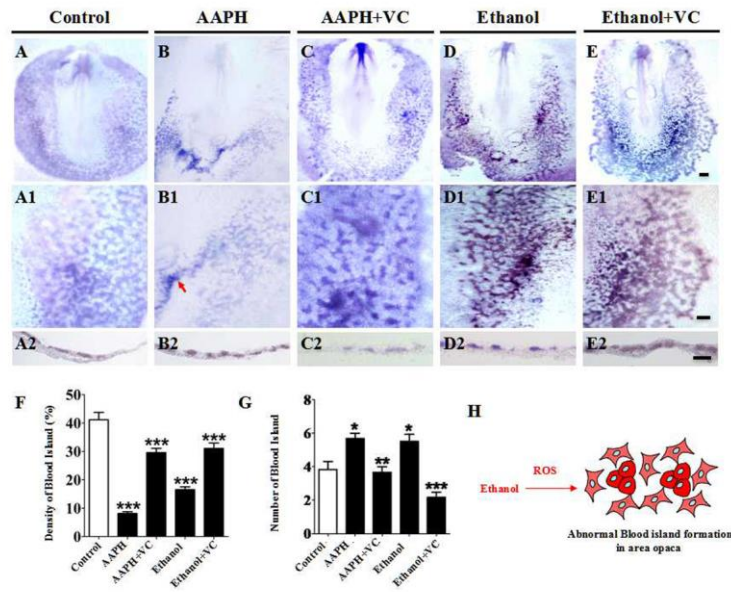 Control AAPH AAPH+VC Ethanol Ethanol+VC
A B C D E
A1 B1 C1 D1 E1
A2 B2 C2 D2 E2
F
Density of Blood Island (%)
50
40
30
20
10
0
***
***
***
***
Control
AAPH
AAPH+VC
Ethanol
Ethanol+VC
G
Number of Blood Island
8
6
4
2
0
*
**
*
***
Control
AAPH
AAPH+VC
Ethanol
Ethanol+VC
H
Ethanol
ROS
Abnormal Blood island formation
in area opaca